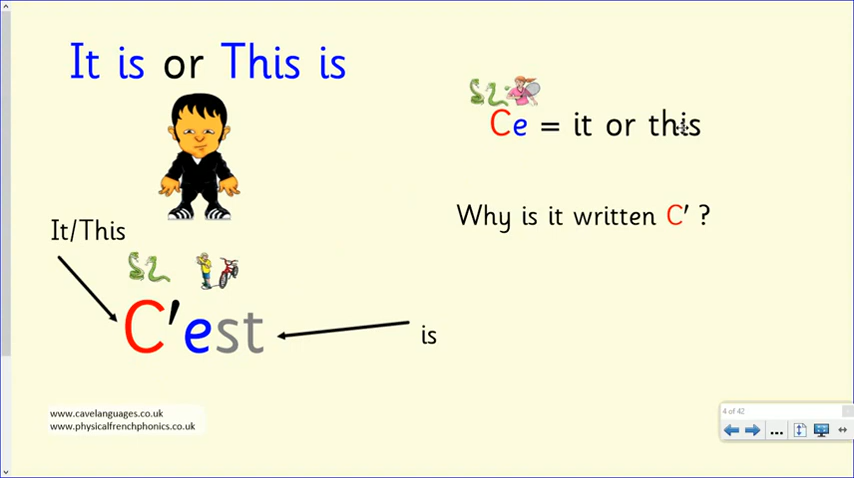 It is or This is
Ce = it or this
Why is it written C' ?
It/This
C'est
is
www.cavelanguages.co.uk
www.physicalfrenchphonics.co.uk
4 of 42